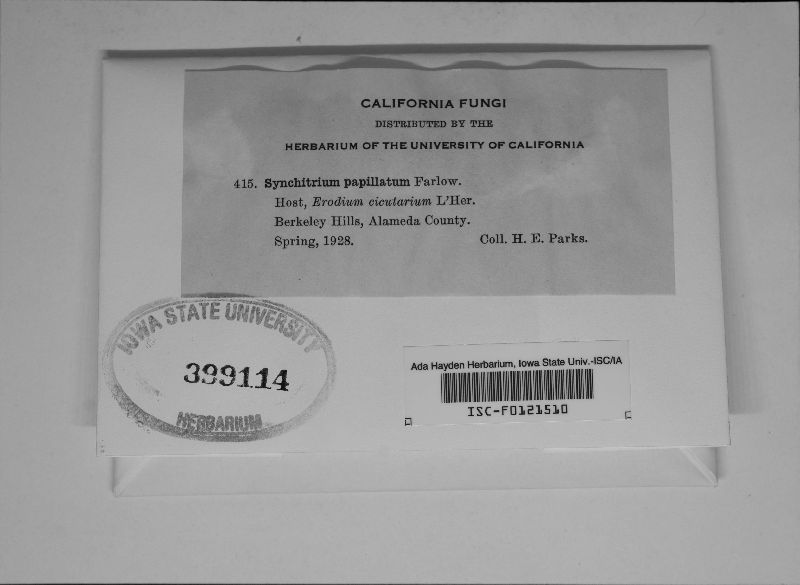 CALIFORNIA FUNGI
DISTRIBUTED BY THE
HERBARIUM OF THE UNIVERSITY OF CALIFORNIA
415. Synchitrium papillatum Farlow.
Host, Erodium cicutarium L'Her.
Berkeley Hills, Alameda County.
Spring, 1928. Coll. H. E. Parks.
IOWA STATE UNIVERSITY
399114
HERBARIUM
Ada Hayden Herbarium, Iowa State Univ.-ISC/IA
ISC-F0121510